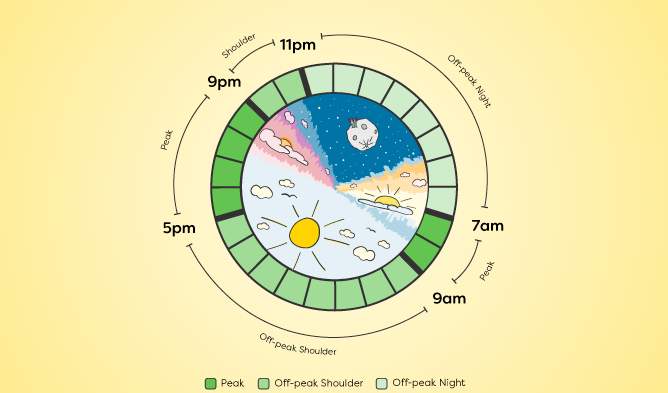 Shoulder
11pm
9pm
Off-peak Night
Peak
5pm
7am
Peak
9am
Off-peak Shoulder
Peak
Off-peak Shoulder
Off-peak Night